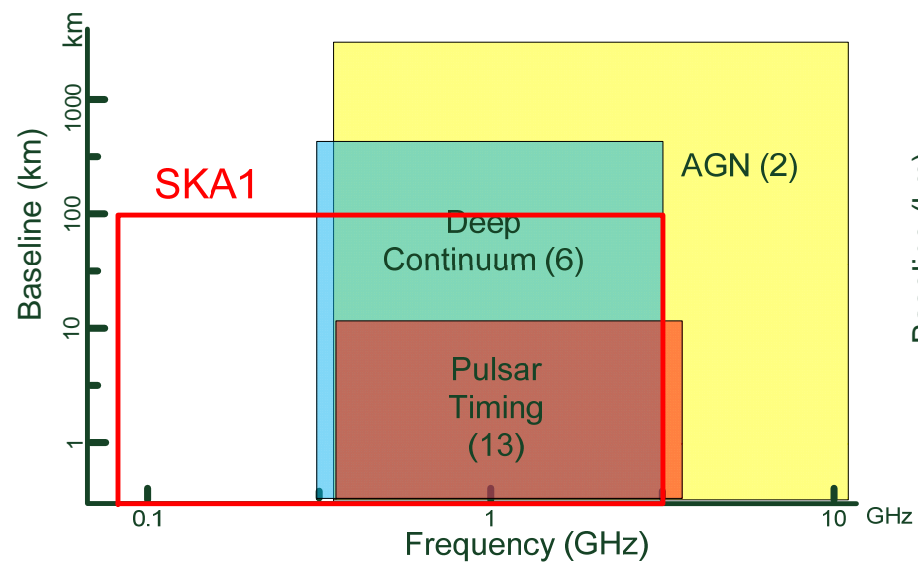 km
1000
100
10
1
Baseline (km)
SKA1
AGN (2)
Deep
Continuum (6)
Pulsar
Timing
(13)
0.1
1
10
GHz
Frequency (GHz)